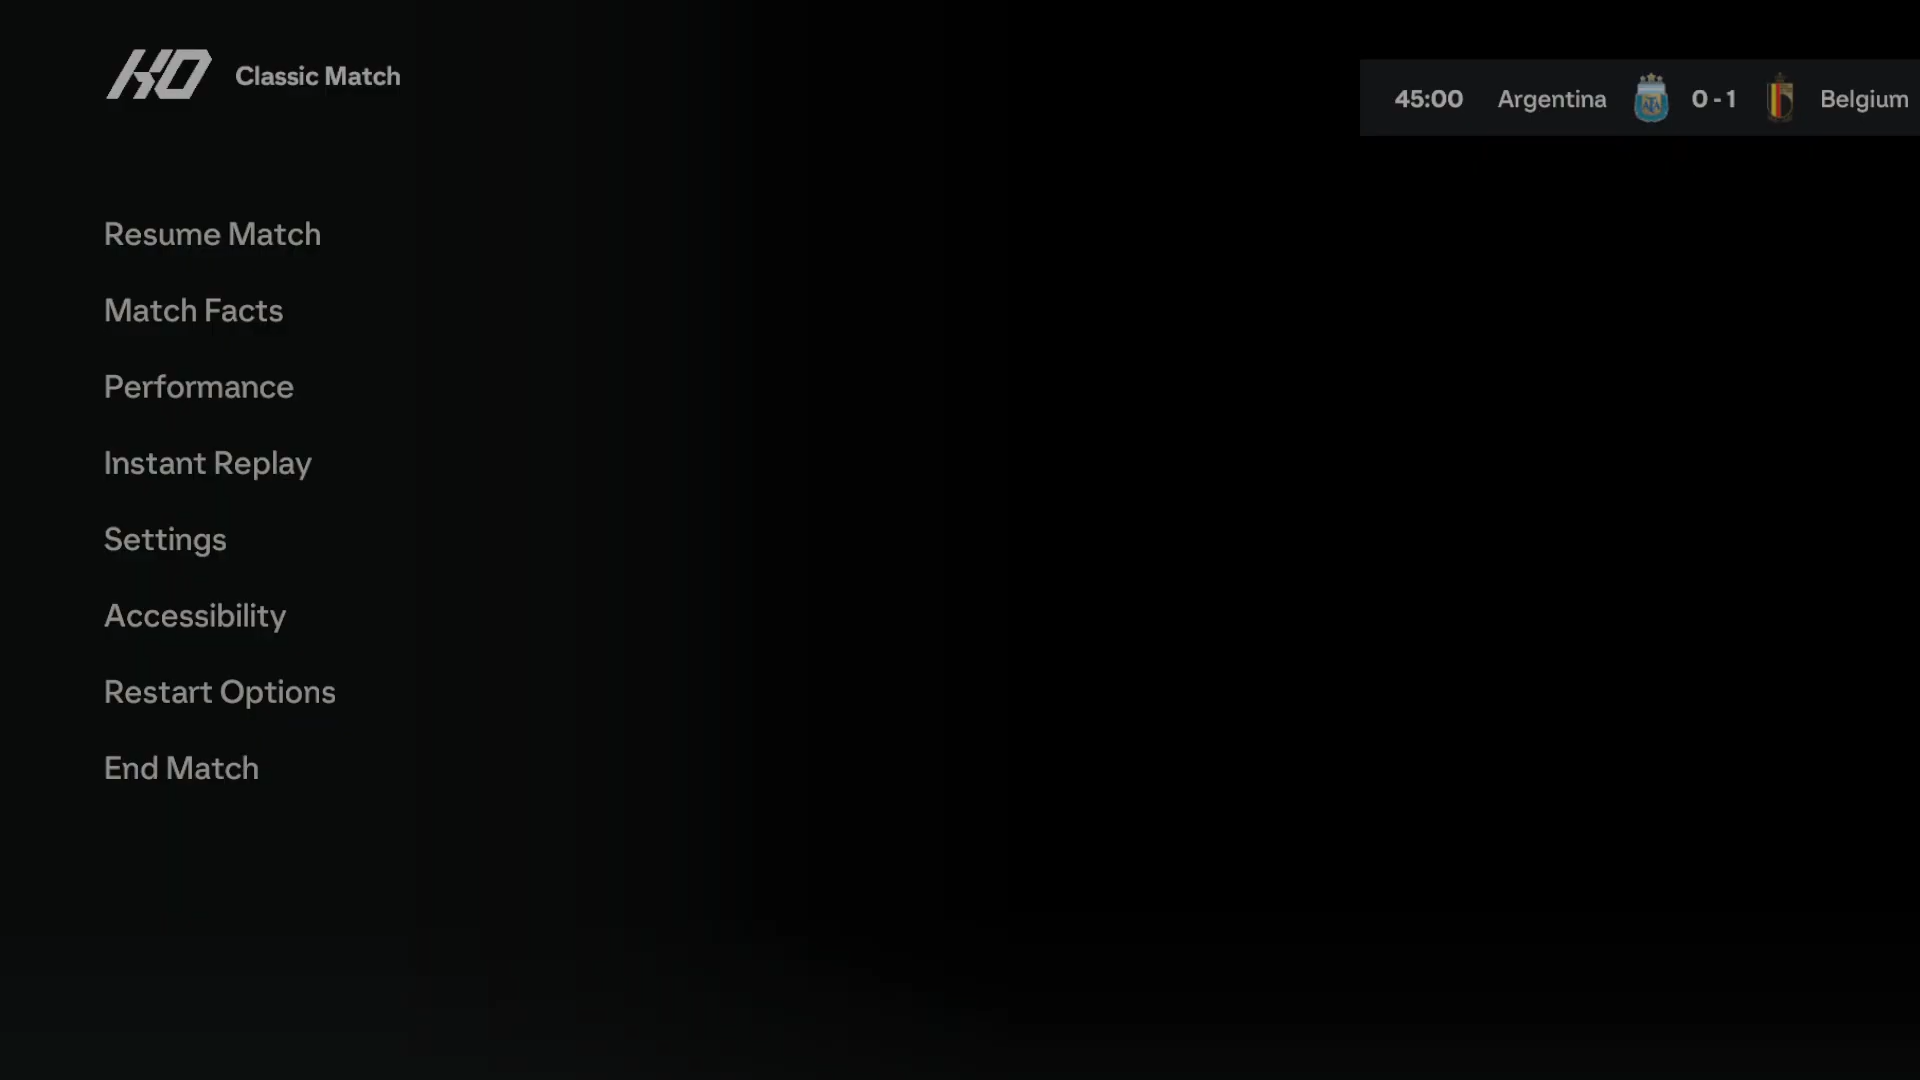 KO Classic Match
45:00 Argentina 0 - 1 Belgium
Resume Match
Match Facts
Performance
Instant Replay
Settings
Accessibility
Restart Options
End Match